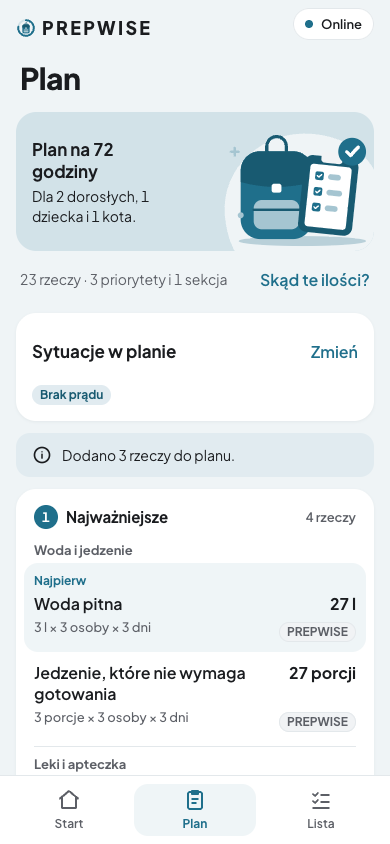 PREPWISE
Online
Plan
Plan na 72
godziny
Dla 2 dorosłych, 1
dziecka i 1 kota.
23 rzeczy · 3 priorytety i 1 sekcja
Skąd te ilości?
Sytuacje w planie
Zmień
Brak prądu
Dodano 3 rzeczy do planu.
1 Najważniejsze
4 rzeczy
Woda i jedzenie
Najpierw
Woda pitna
27 l
3 l × 3 osoby × 3 dni
PREPWISE
Jedzenie, które nie wymaga
gotowania
27 porcji
3 porcje × 3 osoby × 3 dni
PREPWISE
Leki i apteczka
Start
Plan
Lista